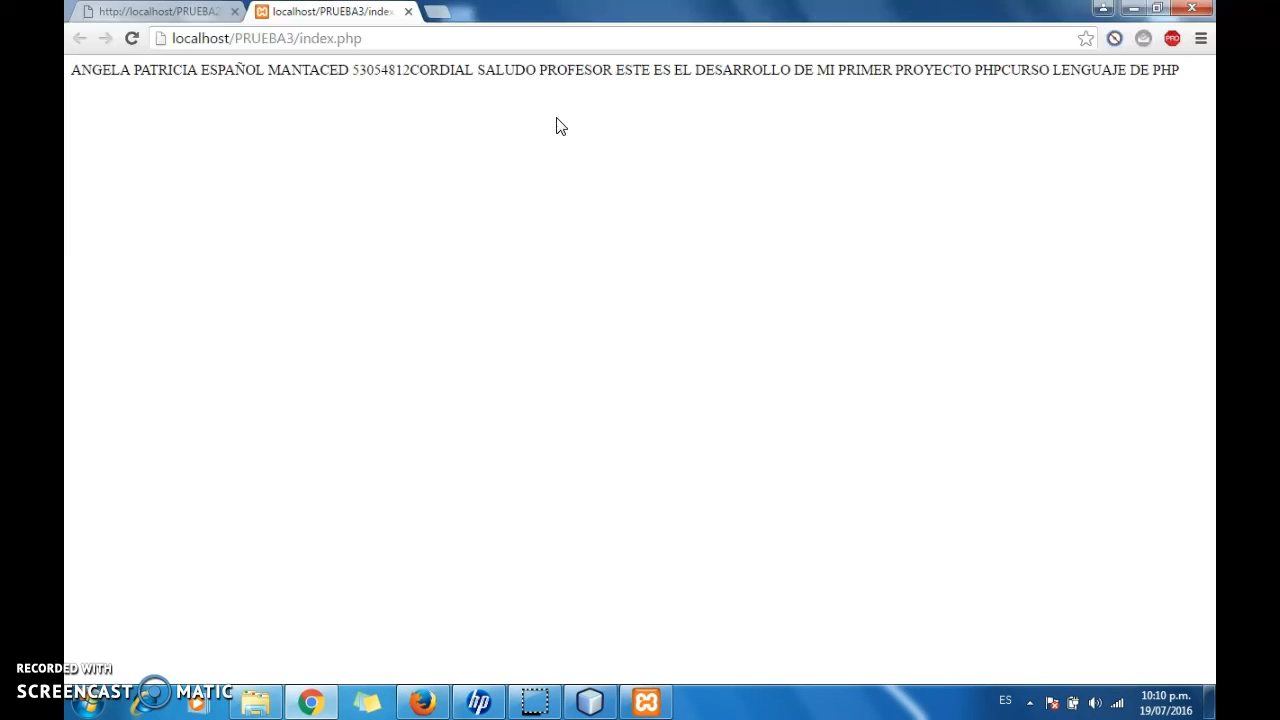 http://localhost/PRUEBA2
localhost/PRUEBA3/index.
localhost/PRUEBA3/index.php
PRO
ANGELA PATRICIA ESPAÑOL MANTACED 53054812CORDIAL SALUDO PROFESOR ESTE ES EL DESARROLLO DE MI PRIMER PROYECTO PHPCURSO LENGUAJE DE PHP
RECORDED WITH
SCREENCAST MATIC
hp
ES
10:10 p.m.
19/07/2016